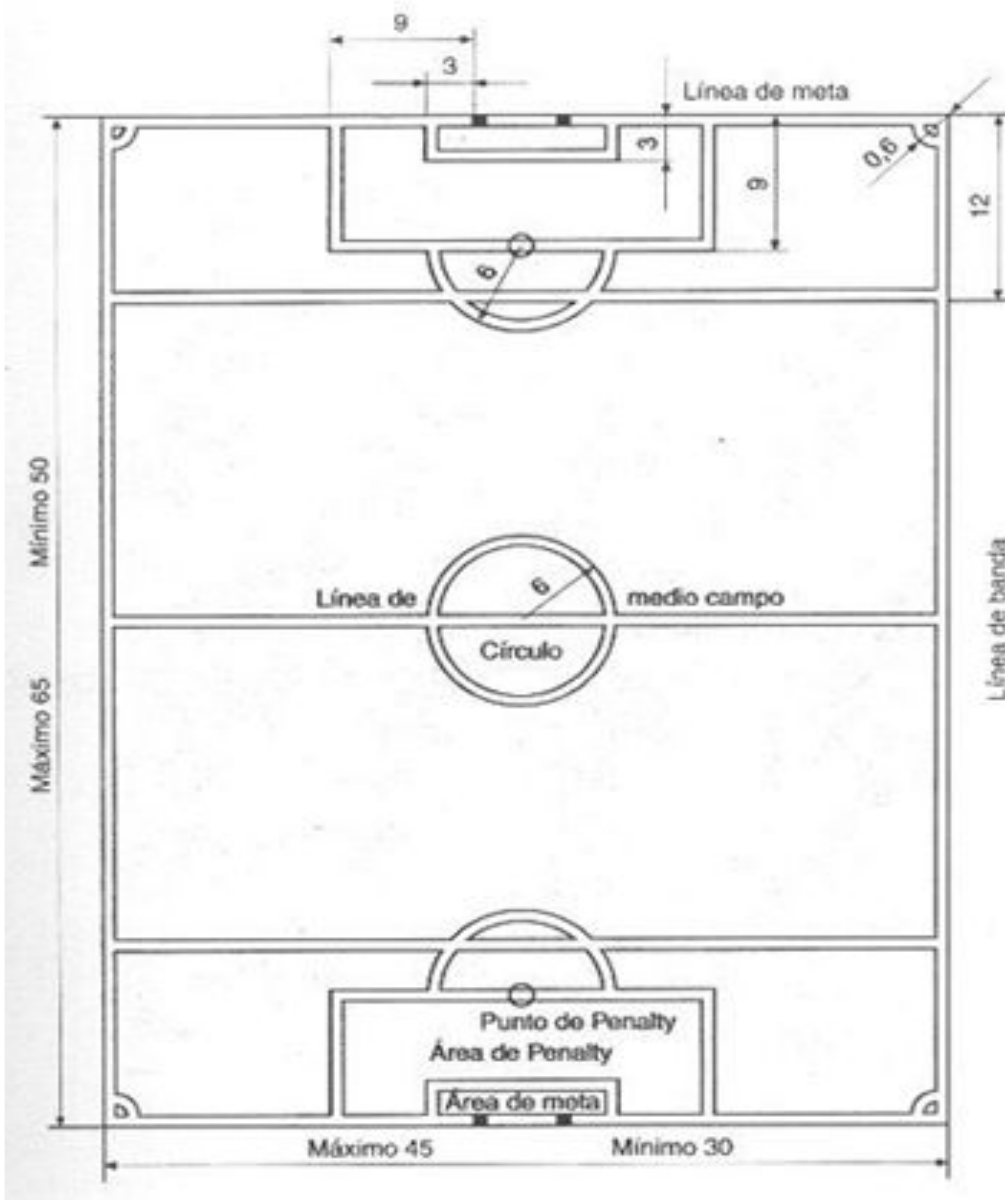 9
3
Línea de meta
3
9
0,6
12
6
Mínimo 50
Máximo 65
Línea de medio campo
6
Círculo
Línea de banda
Punto de Penalty
Área de Penalty
Área de meta
Máximo 45
Mínimo 30